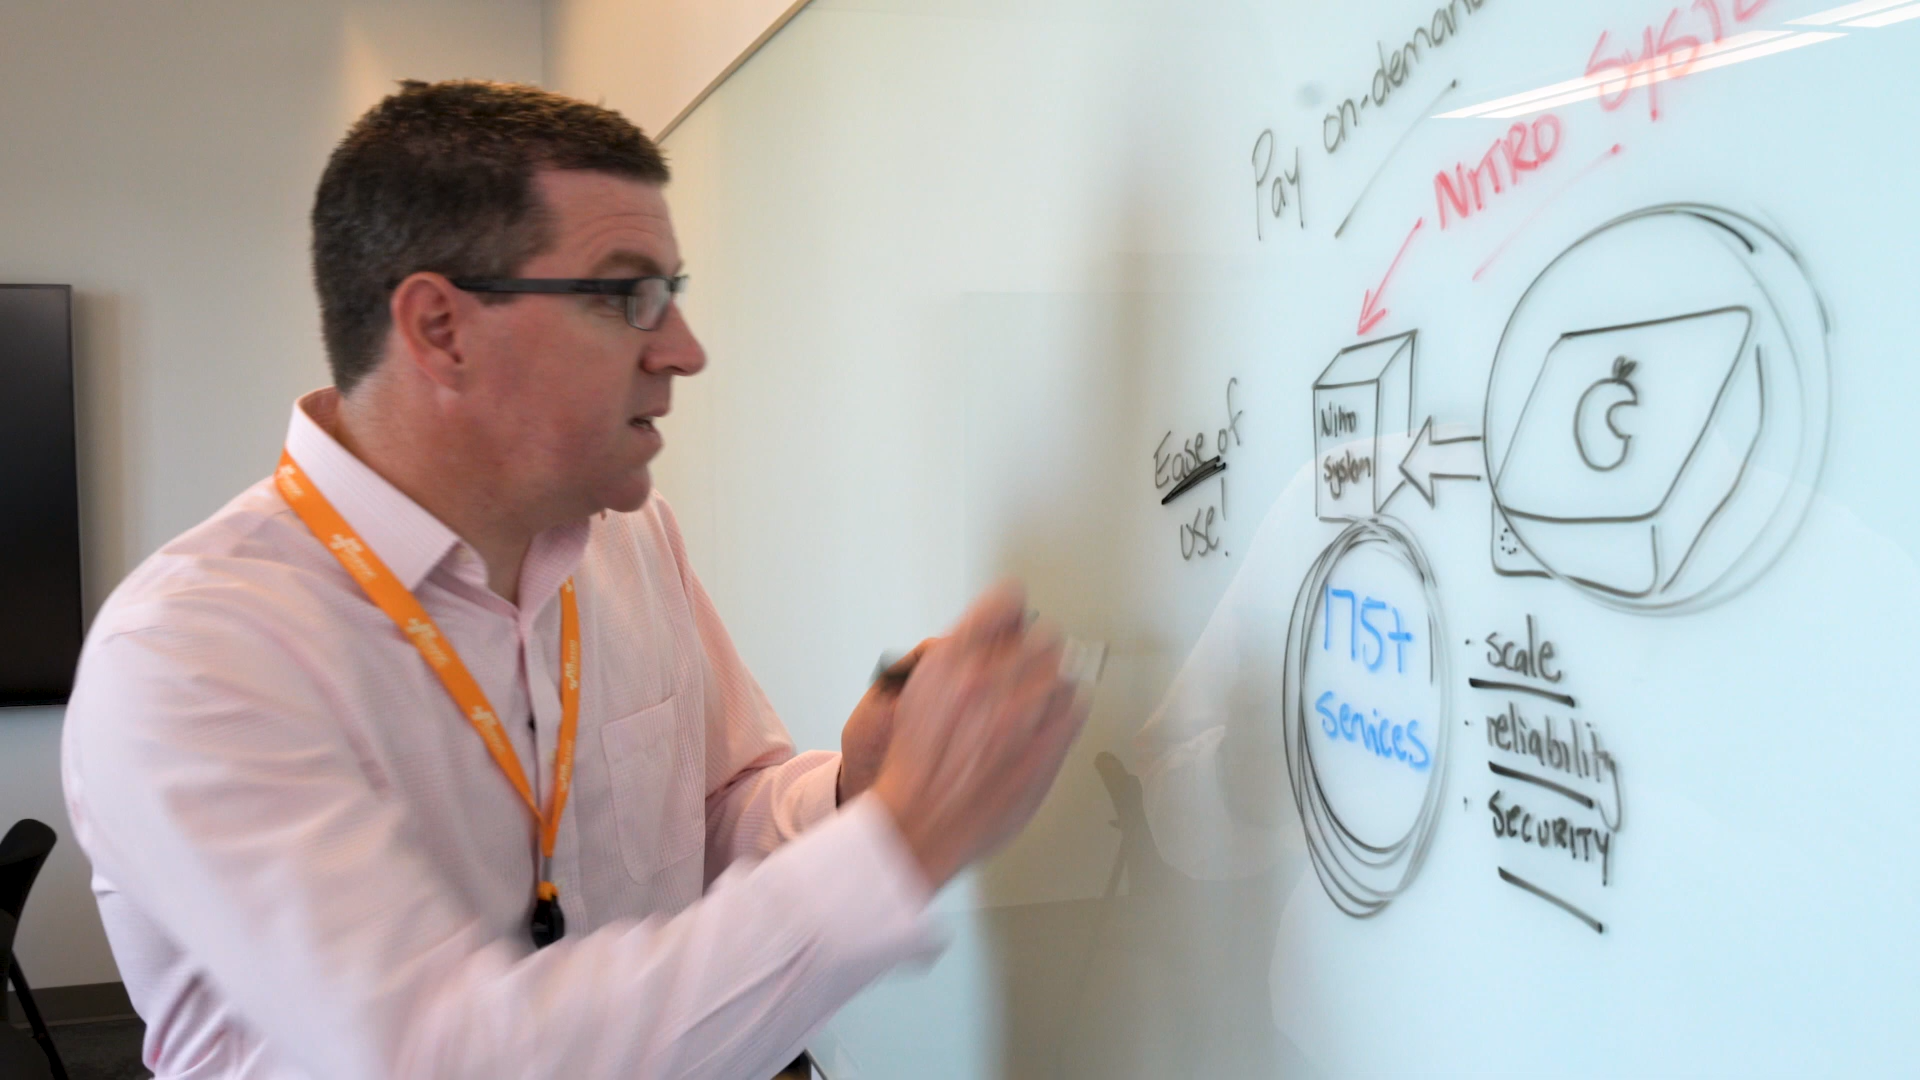 Pay on-demand
NITRO SYSTE
Ease of
use!
Nitro
System
175+
services
· scale
· reliability
· SECURITY